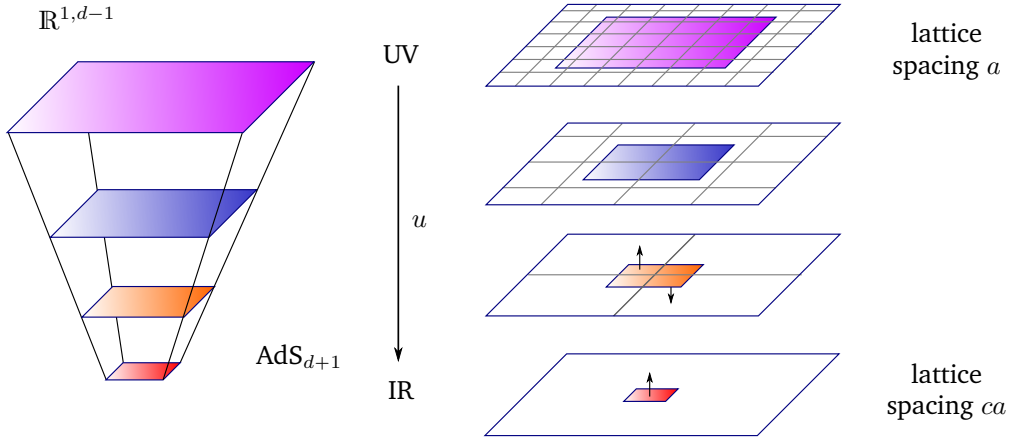 ℝ^{1,d−1}
UV
lattice
spacing a
u
AdS_{d+1}
IR
lattice
spacing ca